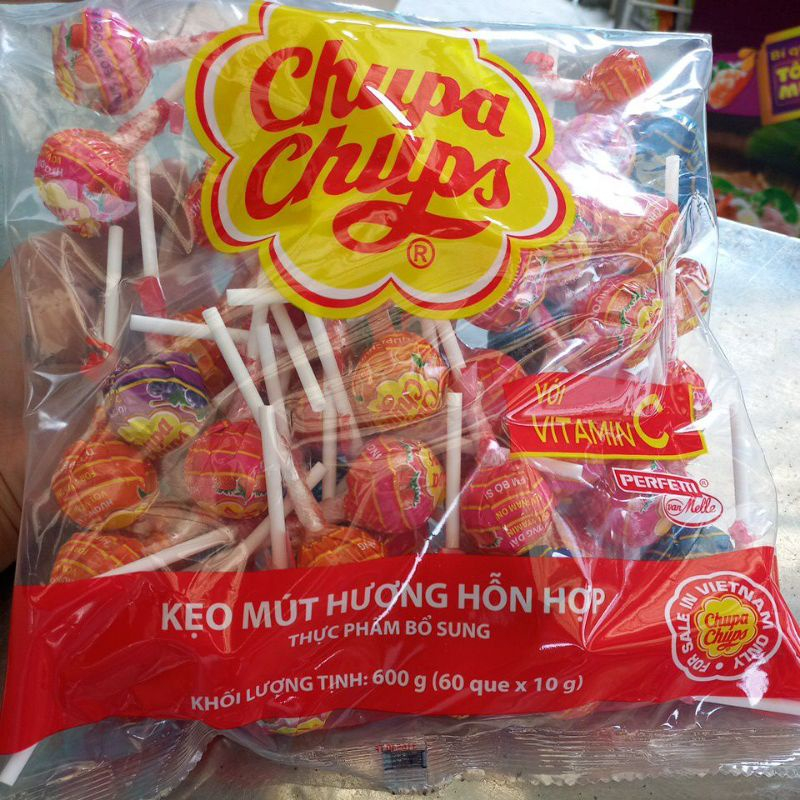 Chupa
Chups
®
VỚI
VITAMIN C
PERFETTI®
van Melle
KẸO MÚT HƯƠNG HỖN HỢP
THỰC PHẨM BỔ SUNG
KHỐI LƯỢNG TỊNH: 600 g (60 que x 10 g)
FOR SALE IN VIETNAM ONLY
Chupa
Chups